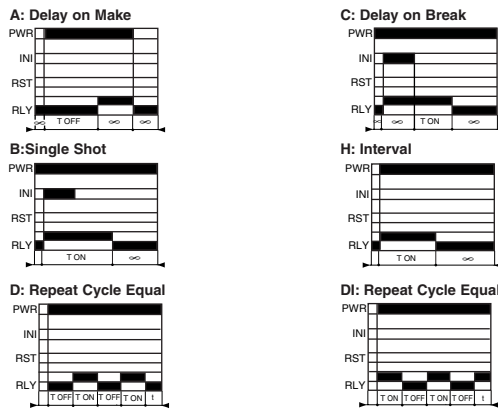 A: Delay on Make
PWR
INI
RST
RLY
∞ T OFF ∞ ∞
C: Delay on Break
PWR
INI
RST
RLY
∞ ∞ T ON ∞
B:Single Shot
PWR
INI
RST
RLY
T ON ∞
H: Interval
PWR
INI
RST
RLY
T ON ∞
D: Repeat Cycle Equal
PWR
INI
RST
RLY
T OFF T ON T OFF T ON t
DI: Repeat Cycle Equal
PWR
INI
RST
RLY
T ON T OFF T ON T OFF t